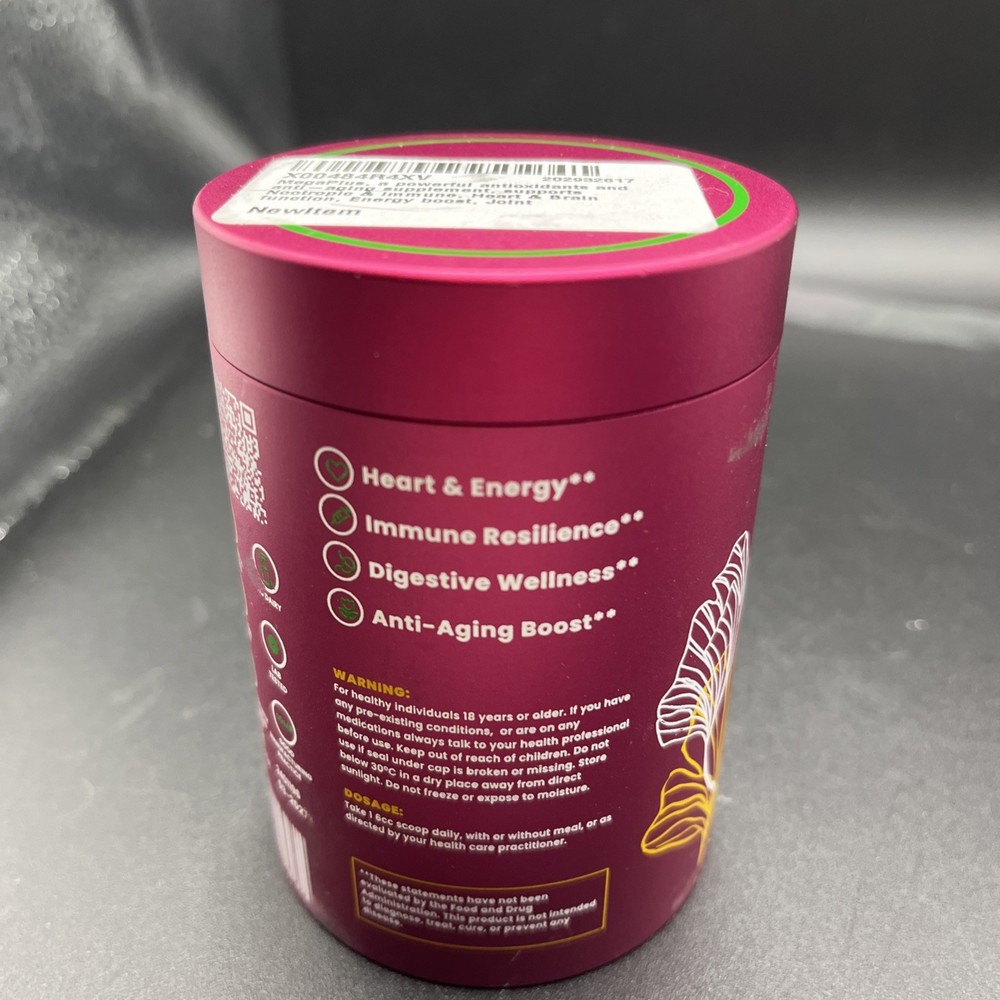 X00484R4XV 202932617
MegaPlus, a powerful antioxidants and
anti-aging supplement, supports
Nootropic & Immune, Heart & Brain
function, Energy boost, Joint
NewItem
Heart & Energy**
Immune Resilience**
Digestive Wellness**
Anti-Aging Boost**
DAIRY
LAB
TESTED
WARNING:
For healthy individuals 18 years or older. If you have
any pre-existing conditions, or are on any
medications always talk to your health professional
before use. Keep out of reach of children. Do not
use if seal under cap is broken or missing. Store
below 30°C in a dry place away from direct
sunlight. Do not freeze or expose to moisture.
DOSAGE:
Take 1 6cc scoop daily, with or without meal, or as
directed by your health care practitioner.
**These statements have not been
evaluated by the Food and Drug
Administration. This product is not intended
to diagnose, treat, cure, or prevent any
disease.